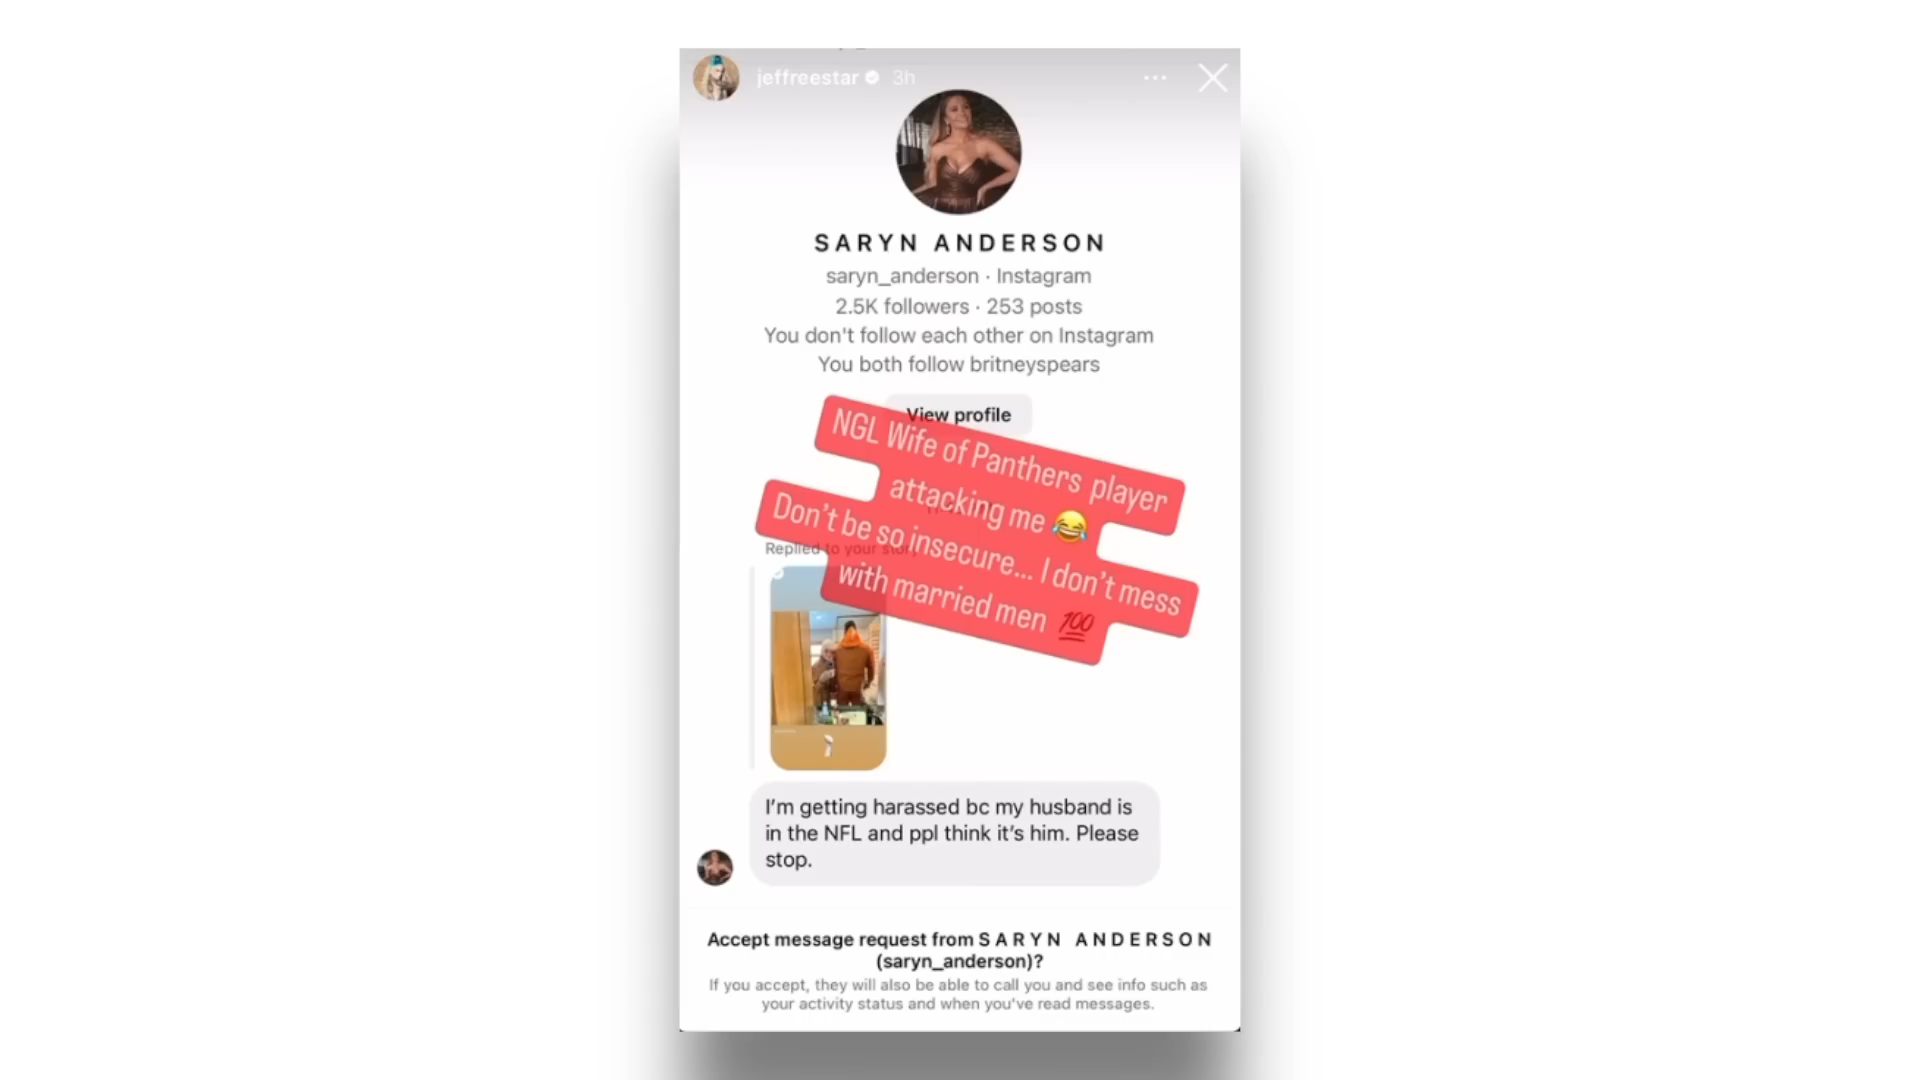 jeffreestar 3h
SARYN ANDERSON
saryn_anderson · Instagram
2.5K followers · 253 posts
You don't follow each other on Instagram
You both follow britneyspears
View profile
NGL Wife of Panthers player
attacking me 😂
Don't be so insecure... I don't mess
with married men 💯
Replied to your story
I'm getting harassed bc my husband is
in the NFL and ppl think it's him. Please
stop.
Accept message request from SARYN ANDERSON
(saryn_anderson)?
If you accept, they will also be able to call you and see info such as
your activity status and when you've read messages.